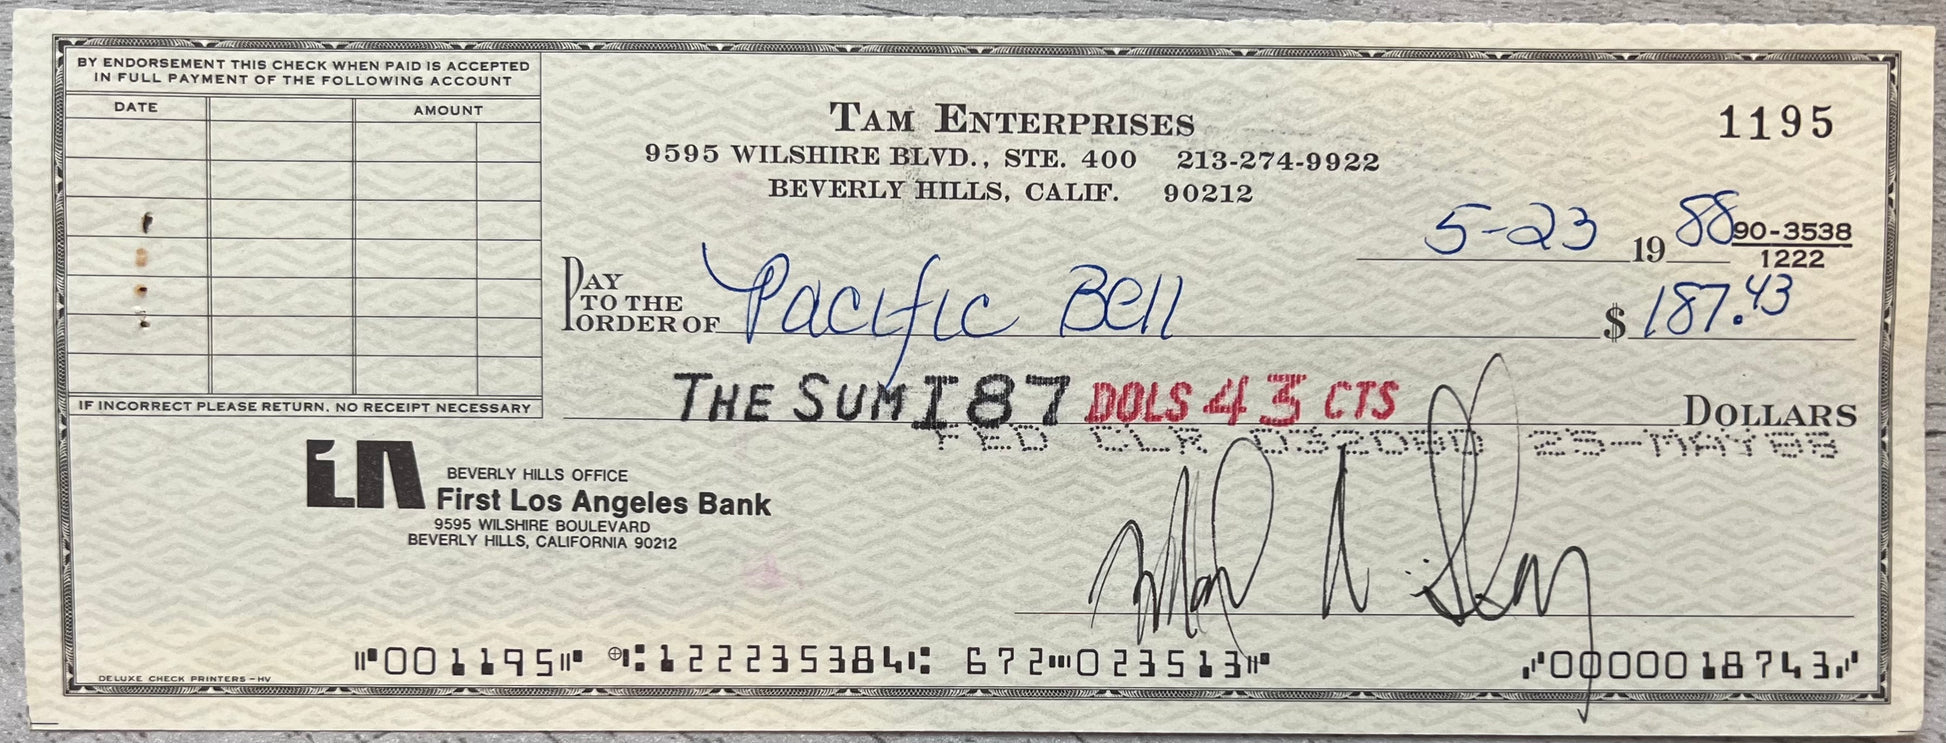 BY ENDORSEMENT THIS CHECK WHEN PAID IS ACCEPTED
IN FULL PAYMENT OF THE FOLLOWING ACCOUNT
DATE AMOUNT
TAM ENTERPRISES
1195
9595 WILSHIRE BLVD., STE. 400 213-274-9922
BEVERLY HILLS, CALIF. 90212
5-23 19 88
90-3538
1222
PAY
TO THE
ORDER OF Pacific Bell $ 187.43
THE SUM 187 DOLS 43 CTS DOLLARS
IF INCORRECT PLEASE RETURN. NO RECEIPT NECESSARY
FED CLR 032080 25-MAY88
BEVERLY HILLS OFFICE
First Los Angeles Bank
9595 WILSHIRE BOULEVARD
BEVERLY HILLS, CALIFORNIA 90212
DELUXE CHECK PRINTERS - HV
⑈001195⑈ ⑆122235384⑆ 672⑉023513⑈ ⑇0000018743⑇